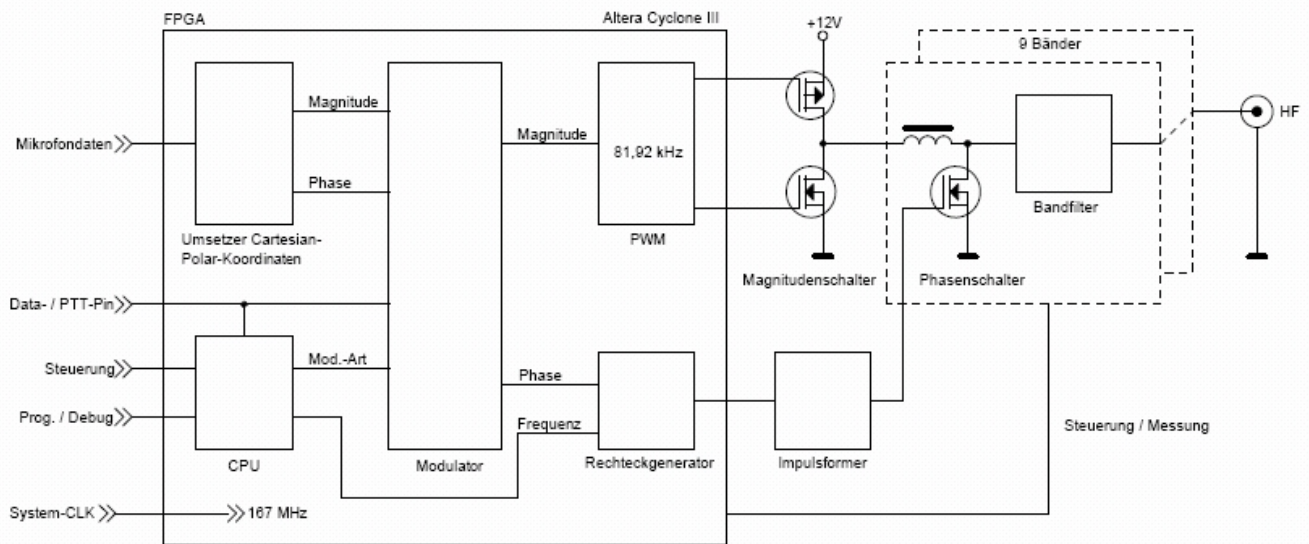 FPGA
Altera Cyclone III
+12V
9 Bänder
HF
Mikrofondaten
Magnitude
Phase
Umsetzer Cartesian-
Polar-Koordinaten
Magnitude
81,92 kHz
PWM
Magnitudenschalter
Phasenschalter
Bandfilter
Data- / PTT-Pin
Steuerung
Prog. / Debug
Mod.-Art
CPU
Modulator
Phase
Frequenz
Rechteckgenerator
Impulsformer
Steuerung / Messung
System-CLK
167 MHz